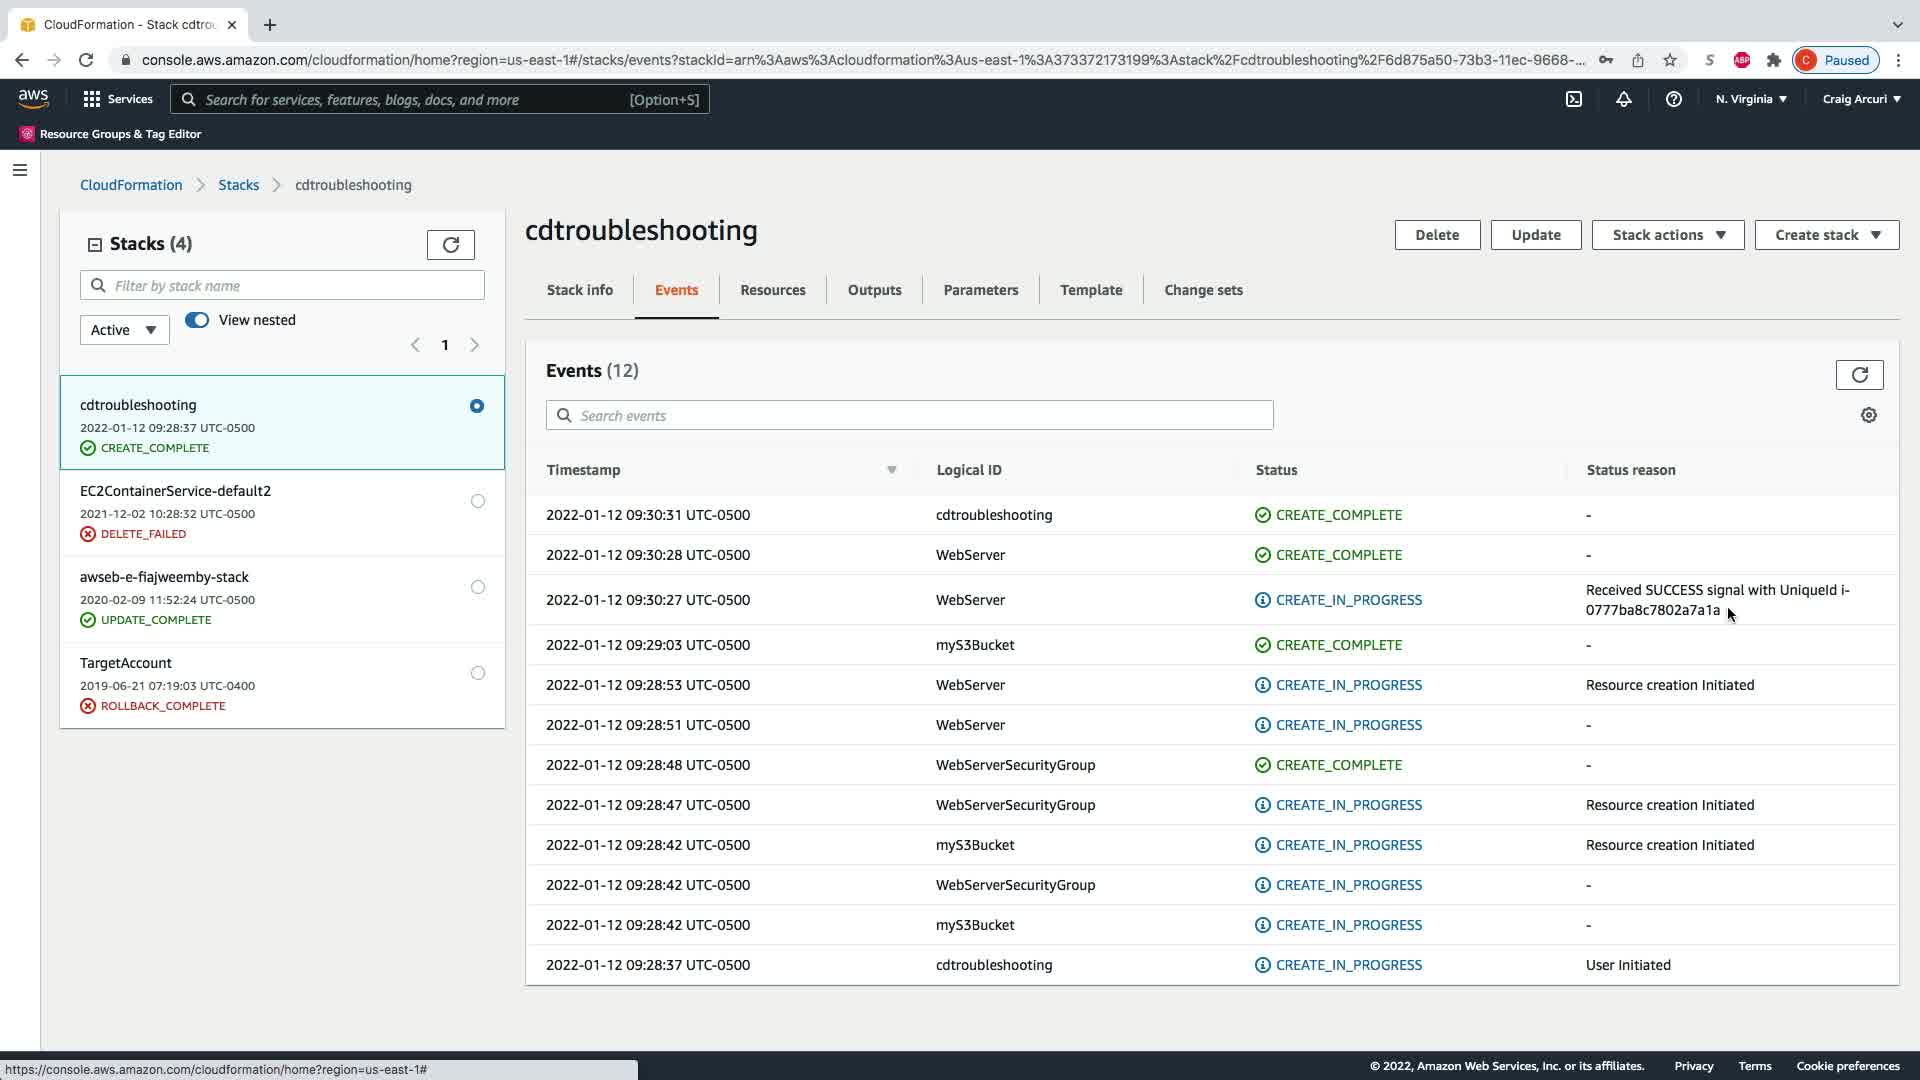 CloudFormation - Stack cdtrou
console.aws.amazon.com/cloudformation/home?region=us-east-1#/stacks/events?stackId=arn%3Aaws%3Acloudformation%3Aus-east-1%3A373372173199%3Astack%2Fcdtroubleshooting%2F6d875a50-73b3-11ec-9668-...
S
ABP
C Paused
aws
Services
Search for services, features, blogs, docs, and more [Option+S]
N. Virginia
Craig Arcuri
Resource Groups & Tag Editor
CloudFormation > Stacks > cdtroubleshooting
Stacks (4)
Filter by stack name
Active
View nested
1
cdtroubleshooting
2022-01-12 09:28:37 UTC-0500
CREATE_COMPLETE
EC2ContainerService-default2
2021-12-02 10:28:32 UTC-0500
DELETE_FAILED
awseb-e-fiajweemby-stack
2020-02-09 11:52:24 UTC-0500
UPDATE_COMPLETE
TargetAccount
2019-06-21 07:19:03 UTC-0400
ROLLBACK_COMPLETE
cdtroubleshooting
Delete Update Stack actions Create stack
Stack info Events Resources Outputs Parameters Template Change sets
Events (12)
Search events
Timestamp Logical ID Status Status reason
2022-01-12 09:30:31 UTC-0500 cdtroubleshooting CREATE_COMPLETE -
2022-01-12 09:30:28 UTC-0500 WebServer CREATE_COMPLETE -
2022-01-12 09:30:27 UTC-0500 WebServer CREATE_IN_PROGRESS Received SUCCESS signal with UniqueId i-
0777ba8c7802a7a1a
2022-01-12 09:29:03 UTC-0500 myS3Bucket CREATE_COMPLETE -
2022-01-12 09:28:53 UTC-0500 WebServer CREATE_IN_PROGRESS Resource creation Initiated
2022-01-12 09:28:51 UTC-0500 WebServer CREATE_IN_PROGRESS -
2022-01-12 09:28:48 UTC-0500 WebServerSecurityGroup CREATE_COMPLETE -
2022-01-12 09:28:47 UTC-0500 WebServerSecurityGroup CREATE_IN_PROGRESS Resource creation Initiated
2022-01-12 09:28:42 UTC-0500 myS3Bucket CREATE_IN_PROGRESS Resource creation Initiated
2022-01-12 09:28:42 UTC-0500 WebServerSecurityGroup CREATE_IN_PROGRESS -
2022-01-12 09:28:42 UTC-0500 myS3Bucket CREATE_IN_PROGRESS -
2022-01-12 09:28:37 UTC-0500 cdtroubleshooting CREATE_IN_PROGRESS User Initiated
https://console.aws.amazon.com/cloudformation/home?region=us-east-1#
© 2022, Amazon Web Services, Inc. or its affiliates. Privacy Terms Cookie preferences